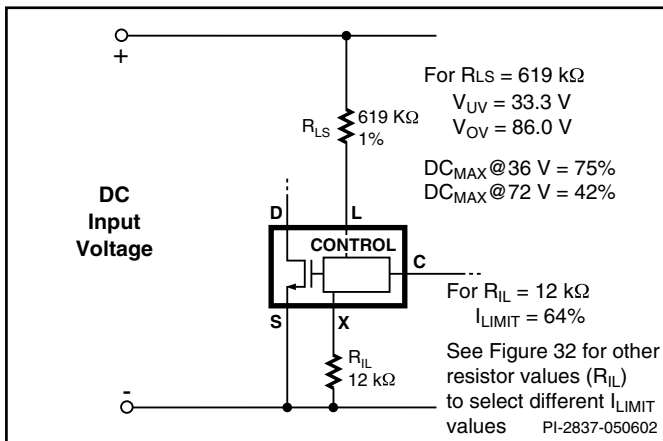 +
RLS
619 KΩ
1%
For RLS = 619 kΩ
VUV = 33.3 V
VOV = 86.0 V
DCMAX@36 V = 75%
DCMAX@72 V = 42%
DC
Input
Voltage
D
L
CONTROL
C
S
X
For RIL = 12 kΩ
ILIMIT = 64%
RIL
12 kΩ
See Figure 32 for other
resistor values (RIL)
to select different ILIMIT
values
-
PI-2837-050602